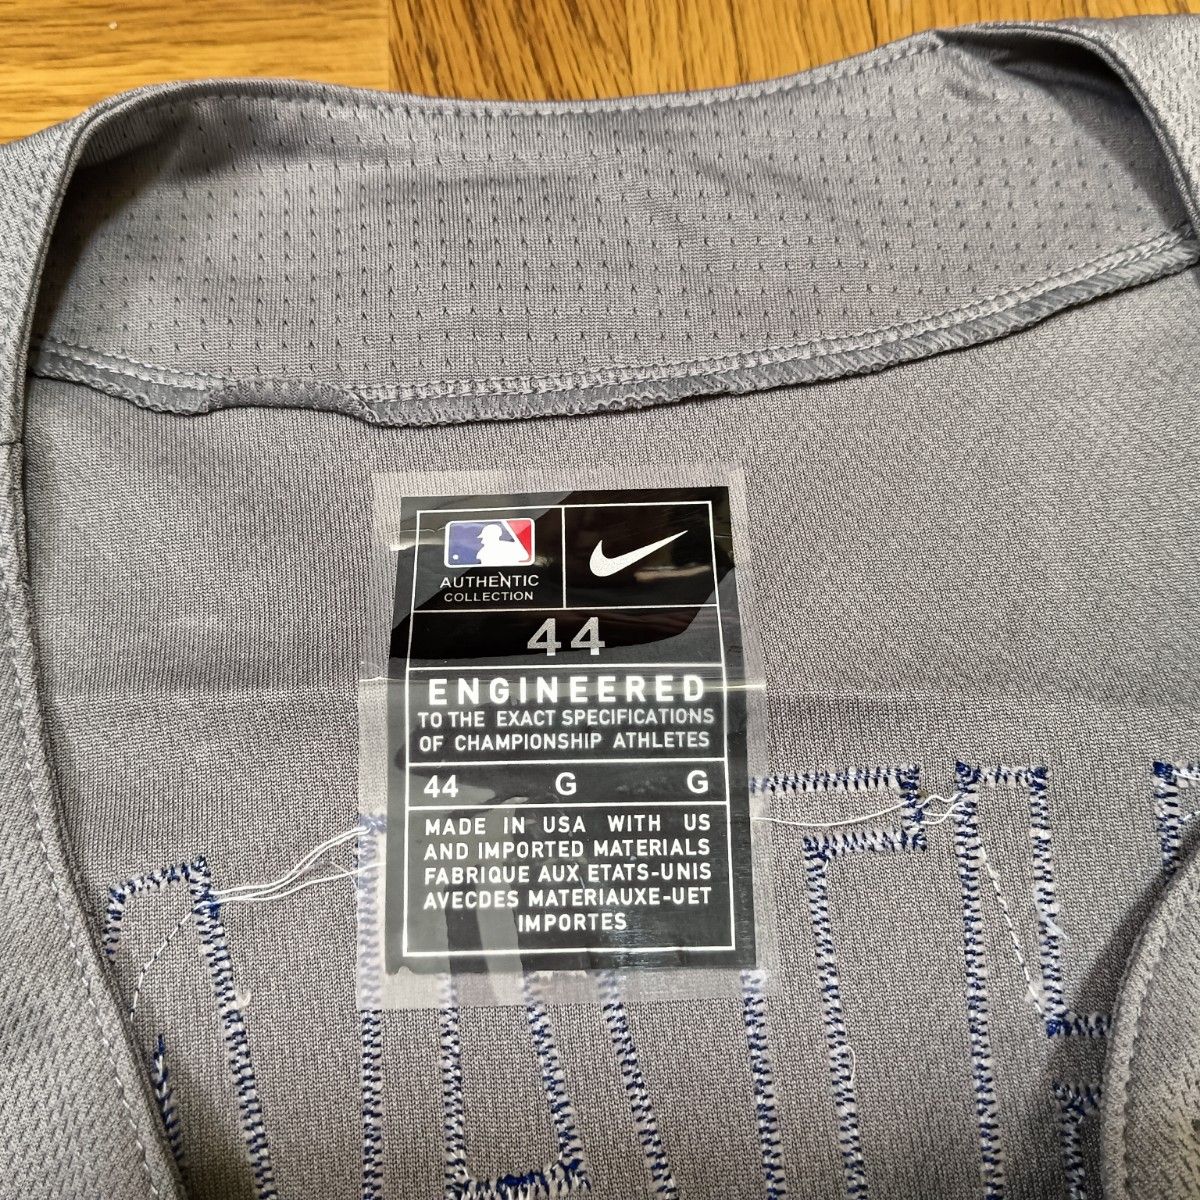 AUTHENTIC
COLLECTION
44
ENGINEERED
TO THE EXACT SPECIFICATIONS
OF CHAMPIONSHIP ATHLETES
44 G G
MADE IN USA WITH US
AND IMPORTED MATERIALS
FABRIQUE AUX ETATS-UNIS
AVECDES MATERIAUXE-UET
IMPORTES